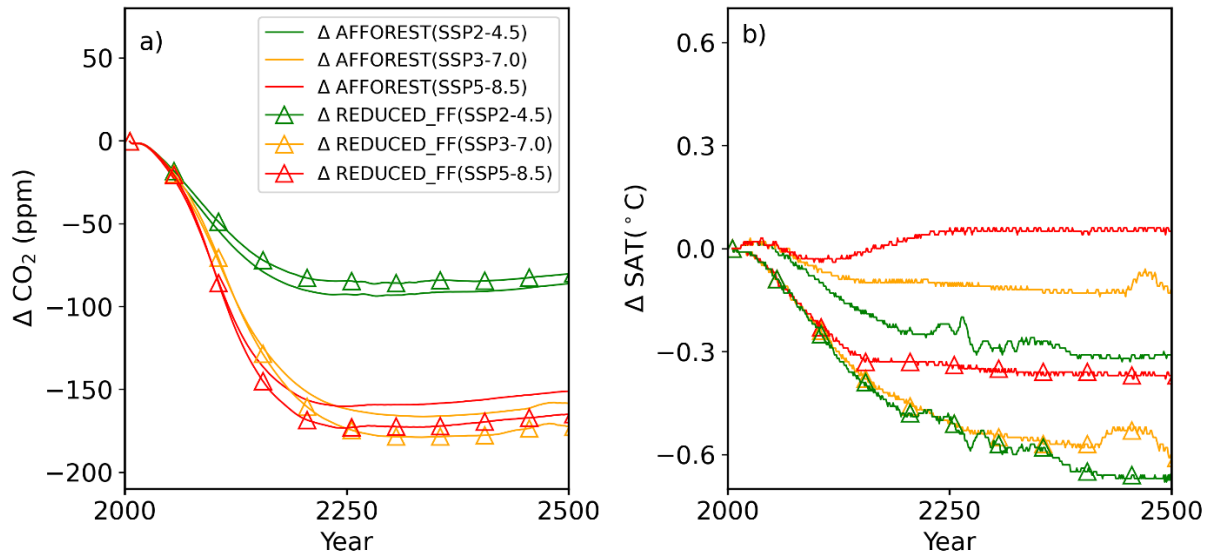 a)
Δ AFFOREST(SSP2-4.5)
Δ AFFOREST(SSP3-7.0)
Δ AFFOREST(SSP5-8.5)
Δ REDUCED_FF(SSP2-4.5)
Δ REDUCED_FF(SSP3-7.0)
Δ REDUCED_FF(SSP5-8.5)
50
0
−50
−100
−150
−200
Δ CO₂ (ppm)
2000
2250
2500
Year
b)
0.6
0.3
0.0
−0.3
−0.6
Δ SAT(°C)
2000
2250
2500
Year